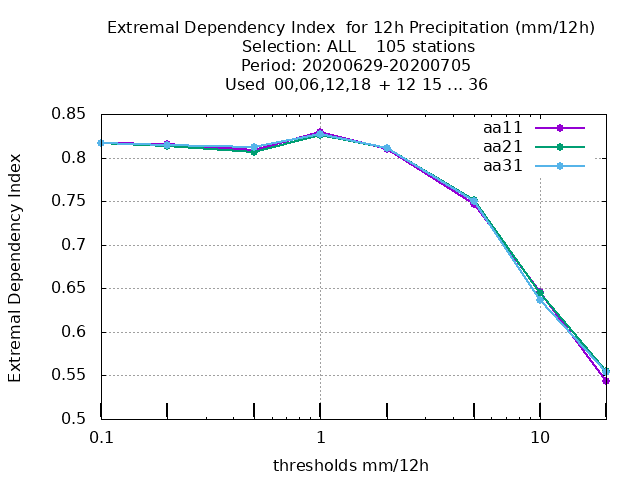 Extremal Dependency Index  for 12h Precipitation (mm/12h)
Selection: ALL    105 stations
Period: 20200629-20200705
Used  00,06,12,18  + 12 15 ... 36
0.85
0.8
0.75
0.7
0.65
0.6
0.55
0.5
Extremal Dependency Index
aa11
aa21
aa31
0.1
1
10
thresholds mm/12h